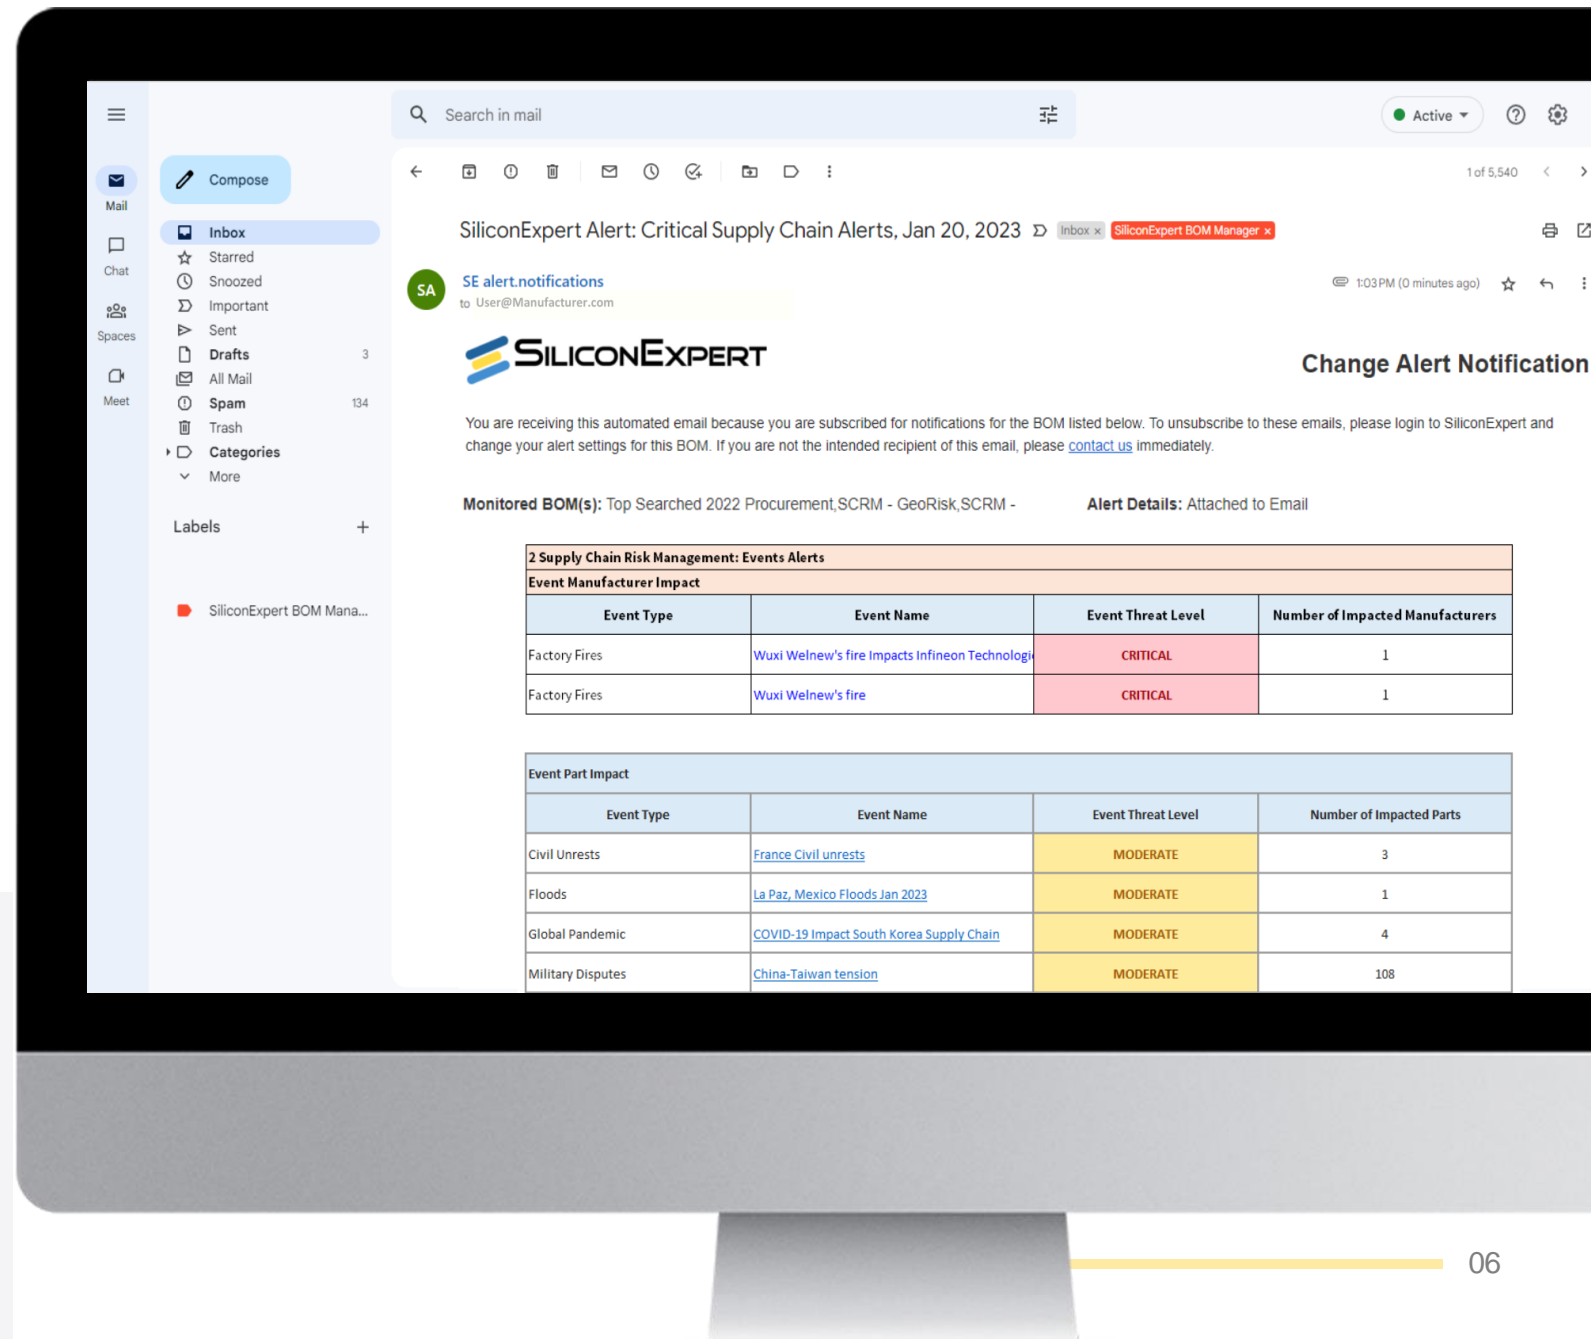 Search in mail
Active
Mail
Compose
1 of 5,540
Inbox
SiliconExpert Alert: Critical Supply Chain Alerts, Jan 20, 2023 Inbox x SiliconExpert BOM Manager x
Chat
Starred
Snoozed
SA
SE alert.notifications
1:03 PM (0 minutes ago)
Important
to User@Manufacturer.com
Spaces
Sent
Drafts 3
SILICONEXPERT
Change Alert Notification
All Mail
Meet
Spam 134
Trash
You are receiving this automated email because you are subscribed for notifications for the BOM listed below. To unsubscribe to these emails, please login to SiliconExpert and
change your alert settings for this BOM. If you are not the intended recipient of this email, please contact us immediately.
Categories
More
Monitored BOM(s): Top Searched 2022 Procurement,SCRM - GeoRisk,SCRM - Alert Details: Attached to Email
Labels +
SiliconExpert BOM Mana...
2 Supply Chain Risk Management: Events Alerts
Event Manufacturer Impact
Event Type Event Name Event Threat Level Number of Impacted Manufacturers
Factory Fires Wuxi Welnew's fire Impacts Infineon Technologi CRITICAL 1
Factory Fires Wuxi Welnew's fire CRITICAL 1
Event Part Impact
Event Type Event Name Event Threat Level Number of Impacted Parts
Civil Unrests France Civil unrests MODERATE 3
Floods La Paz, Mexico Floods Jan 2023 MODERATE 1
Global Pandemic COVID-19 Impact South Korea Supply Chain MODERATE 4
Military Disputes China-Taiwan tension MODERATE 108
06